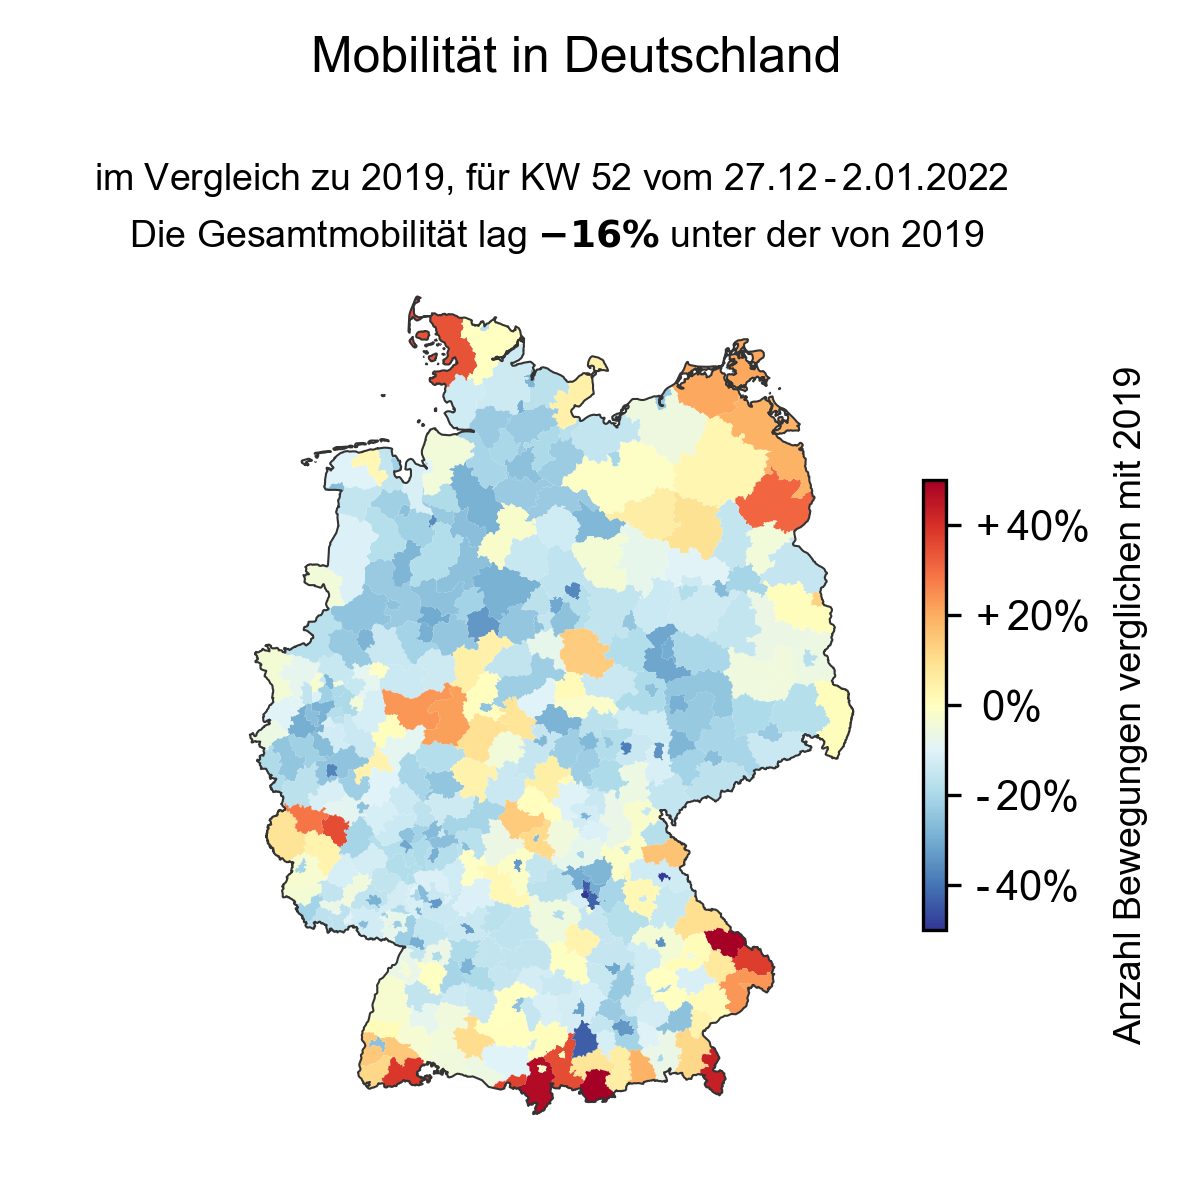 Mobilität in Deutschland
im Vergleich zu 2019, für KW 52 vom 27.12 - 2.01.2022
Die Gesamtmobilität lag −16% unter der von 2019
+40%
+20%
0%
-20%
-40%
Anzahl Bewegungen verglichen mit 2019